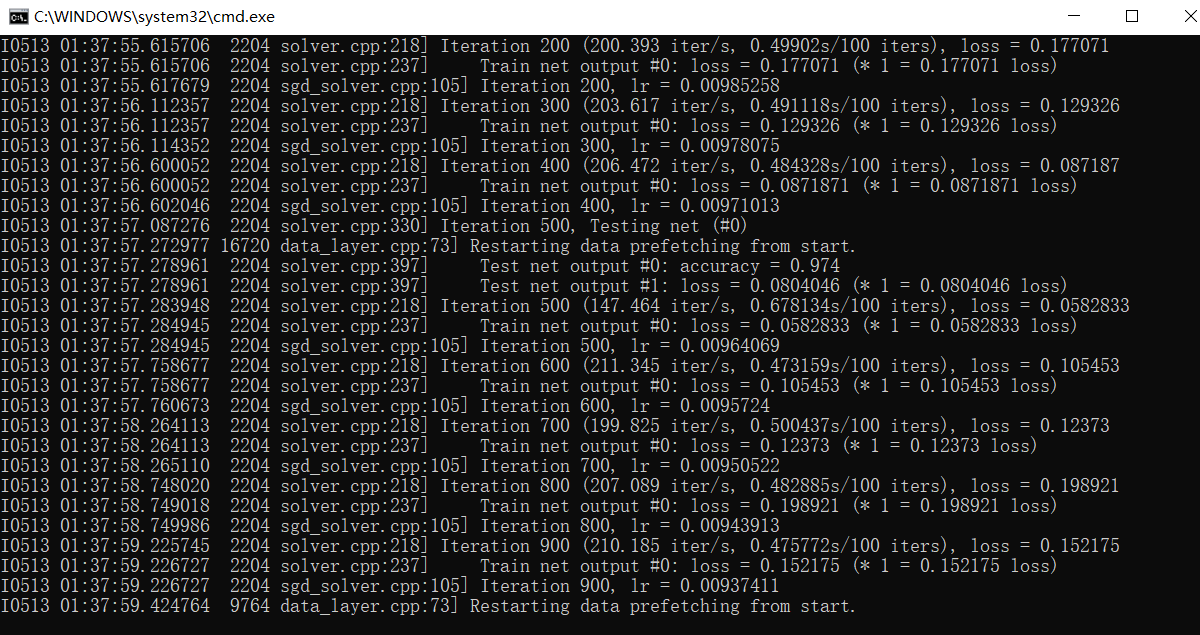 C:\WINDOWS\system32\cmd.exe
I0513 01:37:55.615706  2204 solver.cpp:218] Iteration 200 (200.393 iter/s, 0.49902s/100 iters), loss = 0.177071
I0513 01:37:55.615706  2204 solver.cpp:237]     Train net output #0: loss = 0.177071 (* 1 = 0.177071 loss)
I0513 01:37:55.617679  2204 sgd_solver.cpp:105] Iteration 200, lr = 0.00985258
I0513 01:37:56.112357  2204 solver.cpp:218] Iteration 300 (203.617 iter/s, 0.491118s/100 iters), loss = 0.129326
I0513 01:37:56.112357  2204 solver.cpp:237]     Train net output #0: loss = 0.129326 (* 1 = 0.129326 loss)
I0513 01:37:56.114352  2204 sgd_solver.cpp:105] Iteration 300, lr = 0.00978075
I0513 01:37:56.600052  2204 solver.cpp:218] Iteration 400 (206.472 iter/s, 0.484328s/100 iters), loss = 0.087187
I0513 01:37:56.600052  2204 solver.cpp:237]     Train net output #0: loss = 0.0871871 (* 1 = 0.0871871 loss)
I0513 01:37:56.602046  2204 sgd_solver.cpp:105] Iteration 400, lr = 0.00971013
I0513 01:37:57.087276  2204 solver.cpp:330] Iteration 500, Testing net (#0)
I0513 01:37:57.272977 16720 data_layer.cpp:73] Restarting data prefetching from start.
I0513 01:37:57.278961  2204 solver.cpp:397]     Test net output #0: accuracy = 0.974
I0513 01:37:57.278961  2204 solver.cpp:397]     Test net output #1: loss = 0.0804046 (* 1 = 0.0804046 loss)
I0513 01:37:57.283948  2204 solver.cpp:218] Iteration 500 (147.464 iter/s, 0.678134s/100 iters), loss = 0.0582833
I0513 01:37:57.284945  2204 solver.cpp:237]     Train net output #0: loss = 0.0582833 (* 1 = 0.0582833 loss)
I0513 01:37:57.284945  2204 sgd_solver.cpp:105] Iteration 500, lr = 0.00964069
I0513 01:37:57.758677  2204 solver.cpp:218] Iteration 600 (211.345 iter/s, 0.473159s/100 iters), loss = 0.105453
I0513 01:37:57.758677  2204 solver.cpp:237]     Train net output #0: loss = 0.105453 (* 1 = 0.105453 loss)
I0513 01:37:57.760673  2204 sgd_solver.cpp:105] Iteration 600, lr = 0.0095724
I0513 01:37:58.264113  2204 solver.cpp:218] Iteration 700 (199.825 iter/s, 0.500437s/100 iters), loss = 0.12373
I0513 01:37:58.264113  2204 solver.cpp:237]     Train net output #0: loss = 0.12373 (* 1 = 0.12373 loss)
I0513 01:37:58.265110  2204 sgd_solver.cpp:105] Iteration 700, lr = 0.00950522
I0513 01:37:58.748020  2204 solver.cpp:218] Iteration 800 (207.089 iter/s, 0.482885s/100 iters), loss = 0.198921
I0513 01:37:58.749018  2204 solver.cpp:237]     Train net output #0: loss = 0.198921 (* 1 = 0.198921 loss)
I0513 01:37:58.749986  2204 sgd_solver.cpp:105] Iteration 800, lr = 0.00943913
I0513 01:37:59.225745  2204 solver.cpp:218] Iteration 900 (210.185 iter/s, 0.475772s/100 iters), loss = 0.152175
I0513 01:37:59.226727  2204 solver.cpp:237]     Train net output #0: loss = 0.152175 (* 1 = 0.152175 loss)
I0513 01:37:59.226727  2204 sgd_solver.cpp:105] Iteration 900, lr = 0.00937411
I0513 01:37:59.424764  9764 data_layer.cpp:73] Restarting data prefetching from start.